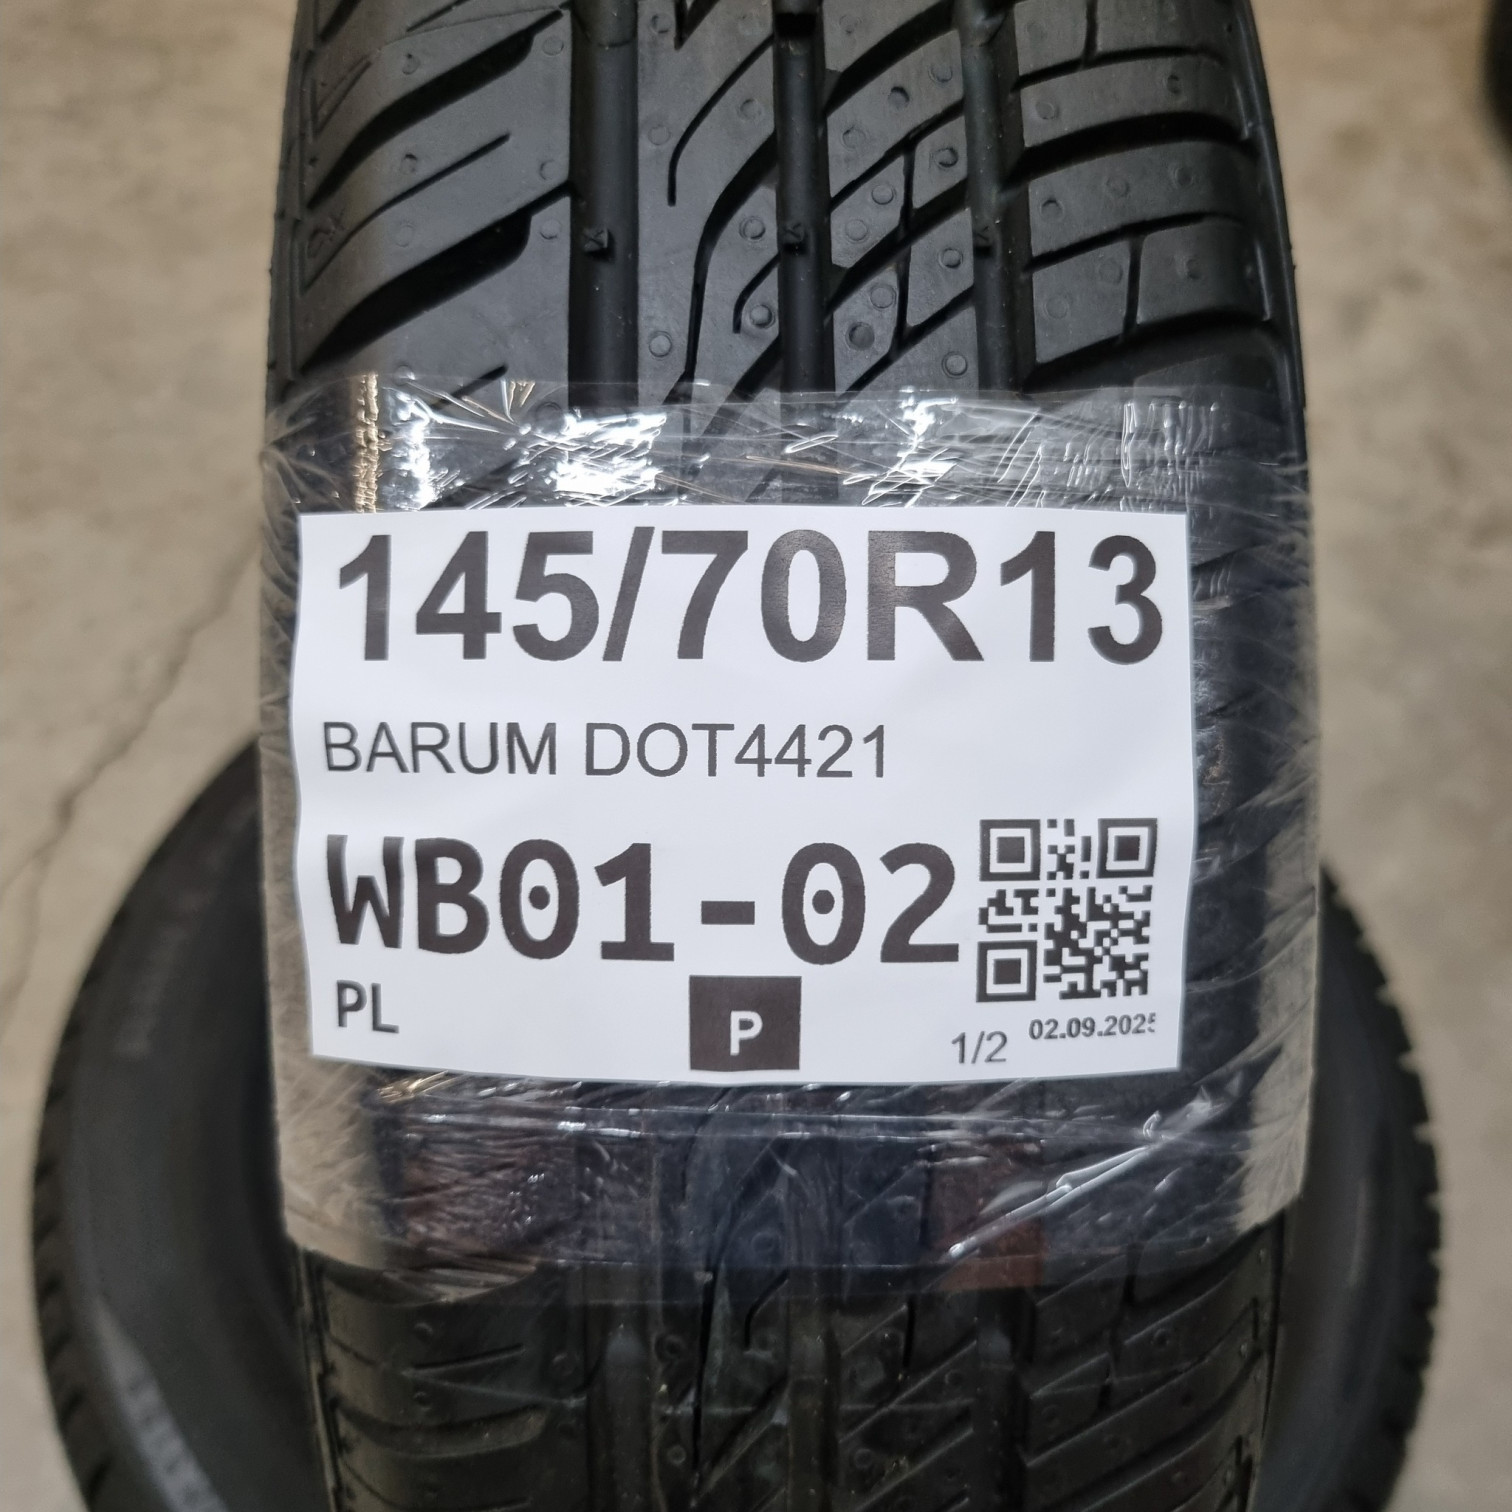 145/70R13
BARUM DOT4421
WB01-02
PL
P
1/2
02.09.2025